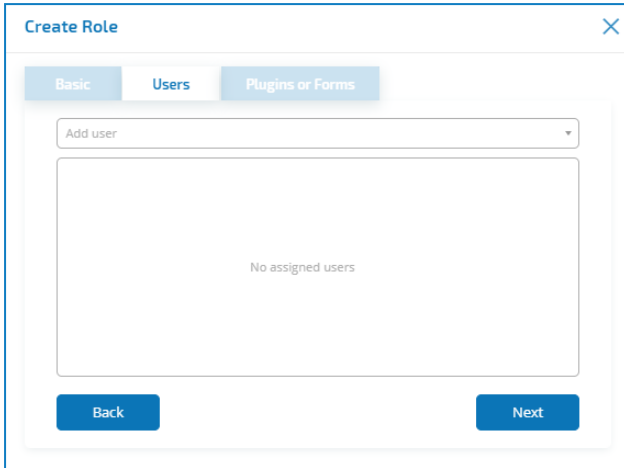 Create Role
Basic Users Plugins or Forms
Add user
No assigned users
Back Next